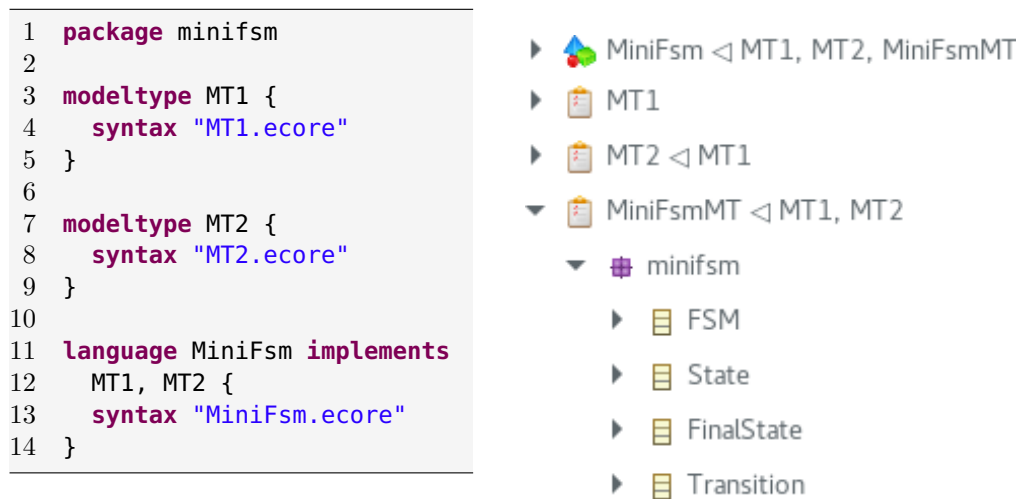 1 package minifsm
2
3 modeltype MT1 {
4   syntax "MT1.ecore"
5 }
6
7 modeltype MT2 {
8   syntax "MT2.ecore"
9 }
10
11 language MiniFsm implements
12   MT1, MT2 {
13   syntax "MiniFsm.ecore"
14 }
MiniFsm ◁ MT1, MT2, MiniFsmMT
MT1
MT2 ◁ MT1
MiniFsmMT ◁ MT1, MT2
minifsm
FSM
State
FinalState
Transition